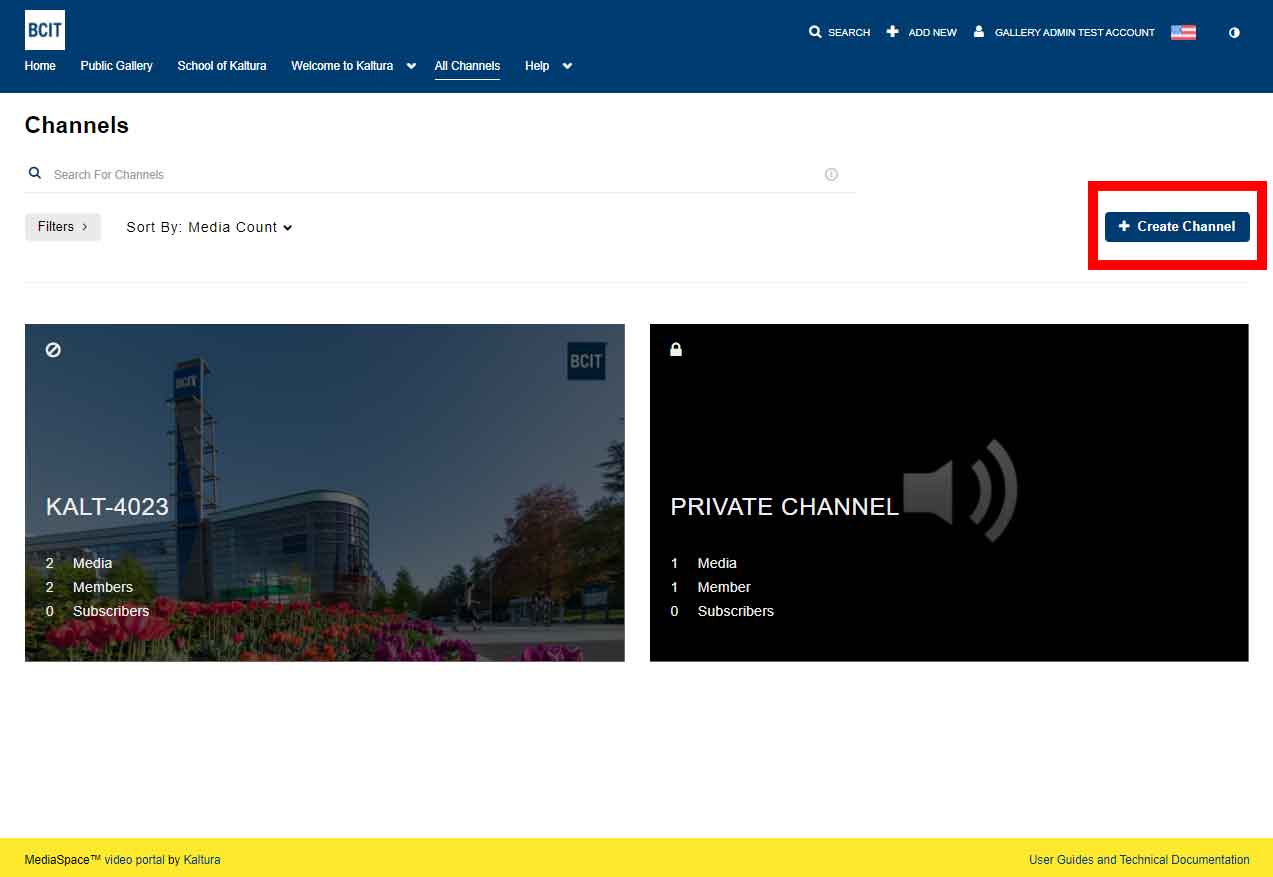 BCIT
SEARCH ADD NEW GALLERY ADMIN TEST ACCOUNT
Home Public Gallery School of Kaltura Welcome to Kaltura All Channels Help
Channels
Search For Channels
Filters Sort By: Media Count
+ Create Channel
BCIT
BCIT
KALT-4023
2 Media
2 Members
0 Subscribers
PRIVATE CHANNEL
1 Media
1 Member
0 Subscribers
MediaSpace™ video portal by Kaltura
User Guides and Technical Documentation